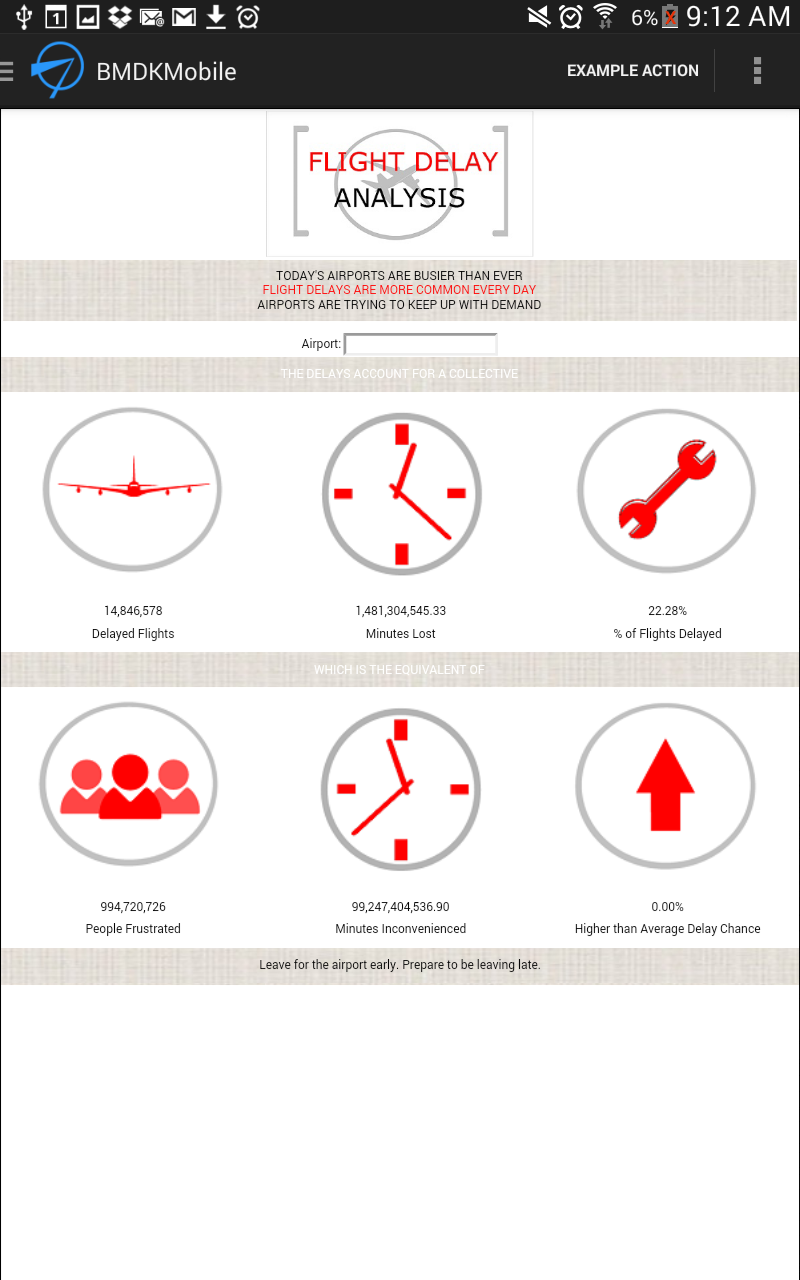 1
6%
9:12 AM
BMDKMobile
EXAMPLE ACTION
FLIGHT DELAY
ANALYSIS
TODAY'S AIRPORTS ARE BUSIER THAN EVER
FLIGHT DELAYS ARE MORE COMMON EVERY DAY
AIRPORTS ARE TRYING TO KEEP UP WITH DEMAND
Airport:
THE DELAYS ACCOUNT FOR A COLLECTIVE
14,846,578
1,481,304,545.33
22.28%
Delayed Flights
Minutes Lost
% of Flights Delayed
WHICH IS THE EQUIVALENT OF
994,720,726
99,247,404,536.90
0.00%
People Frustrated
Minutes Inconvenienced
Higher than Average Delay Chance
Leave for the airport early. Prepare to be leaving late.